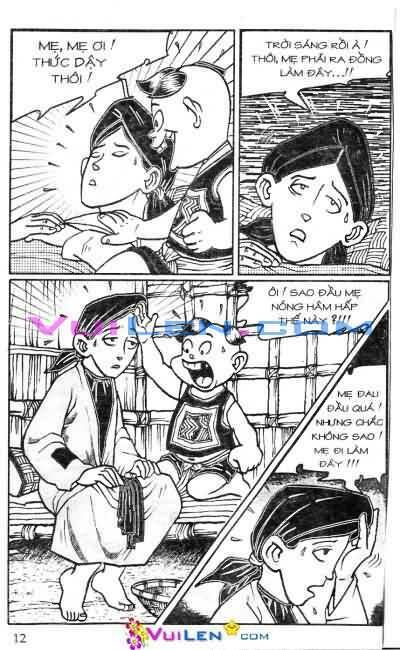 MẸ, MẸ ƠI !
THỨC DẬY
THÔI !
TRỜI SÁNG RỒI À !
THÔI, MẸ PHẢI RA ĐỒNG
LÀM ĐÂY...!!
ÔI ! SAO ĐẦU MẸ
NÓNG HẦM HẬP
THẾ NÀY ?!!!
VUILEN.COM
MẸ ĐAU
ĐẦU QUÁ !
NHƯNG CHẮC
KHÔNG SAO !
MẸ ĐI LÀM
ĐÂY !!!
12
VUILEN.COM